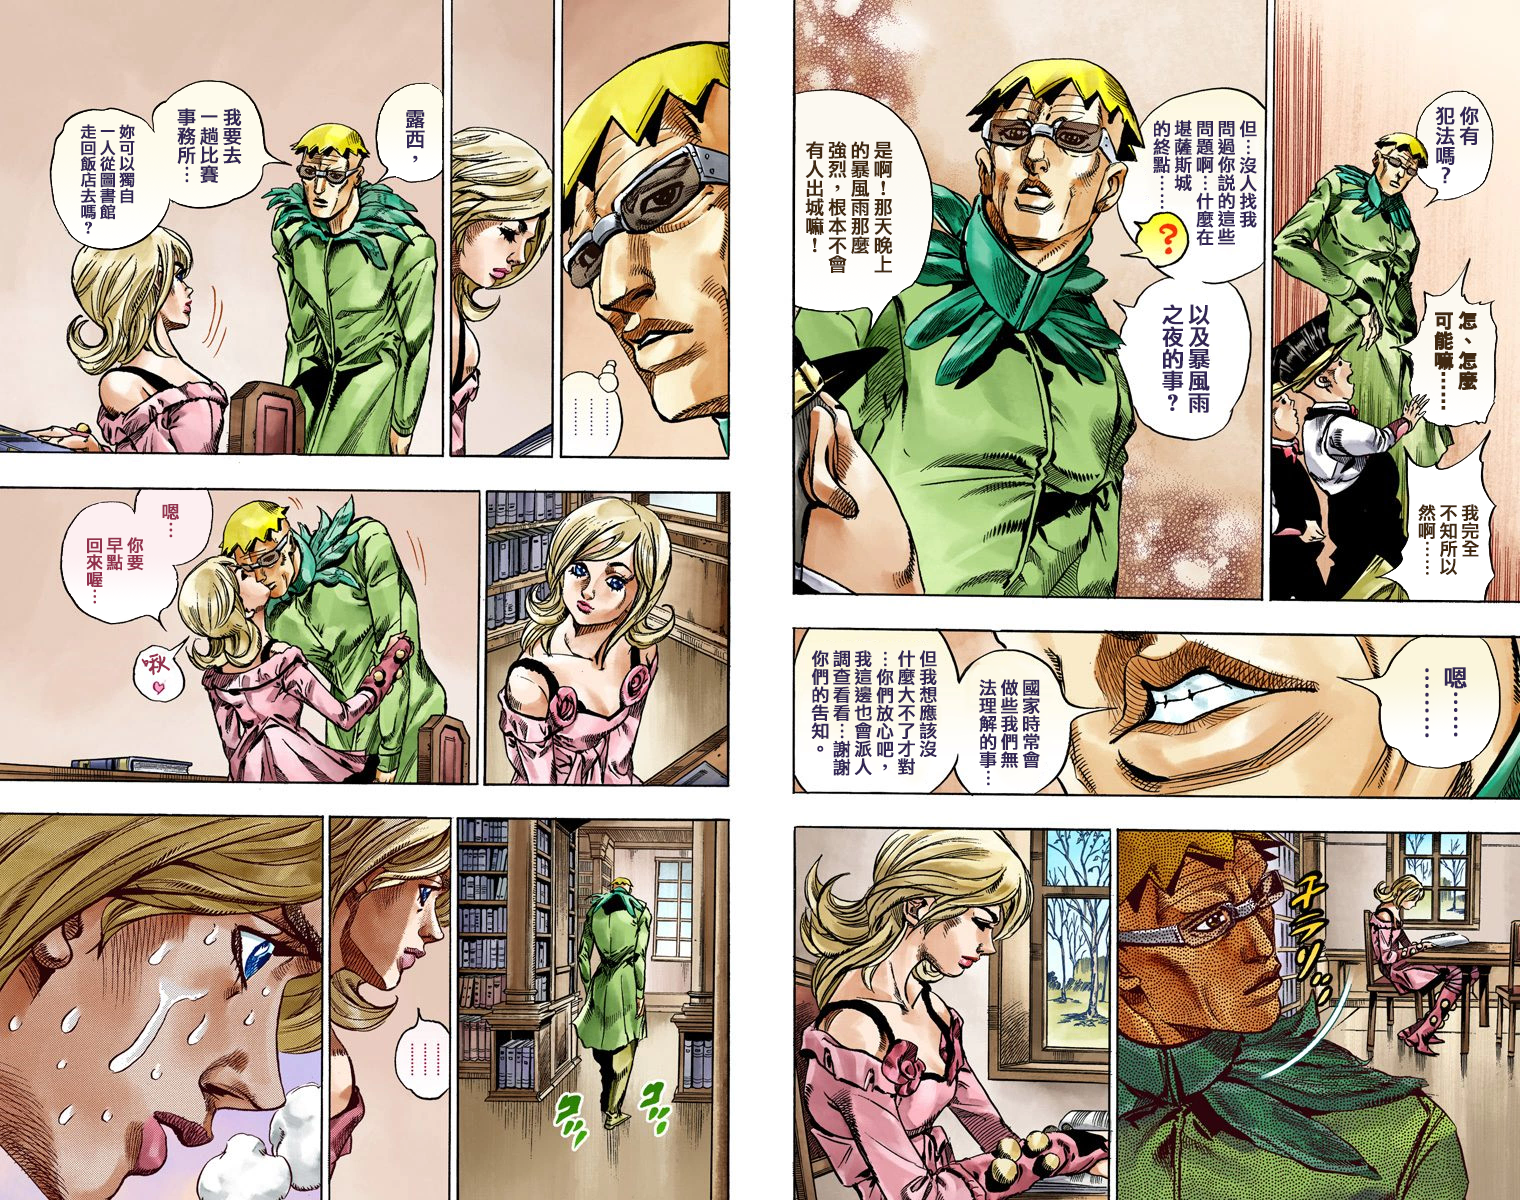 你有
犯法嗎?
怎、怎麼
可能嘛……
我完全
不知所以
然啊……
但…沒人找我
問過你說的這些
問題啊…什麼在
堪薩斯城
的終點……
?
以及暴風雨
之夜的事?
是啊!那天晚上
的暴風雨那麼
強烈,根本不會
有人出城嘛!
嗯……
………
國家時常會
做些我們無
法理解的事…
但我想應該沒
什麼大不了才對
…你們放心吧,
我這邊也會派人
調查看看…謝謝
你們的告知。
チラリッ
………
露西,
我要去
一趟比賽
事務所…
妳可以獨自
一人從圖書館
走回飯店去嗎?
嗯…
你要
早點
回來喔…
啾♥
コッ
コッ
………